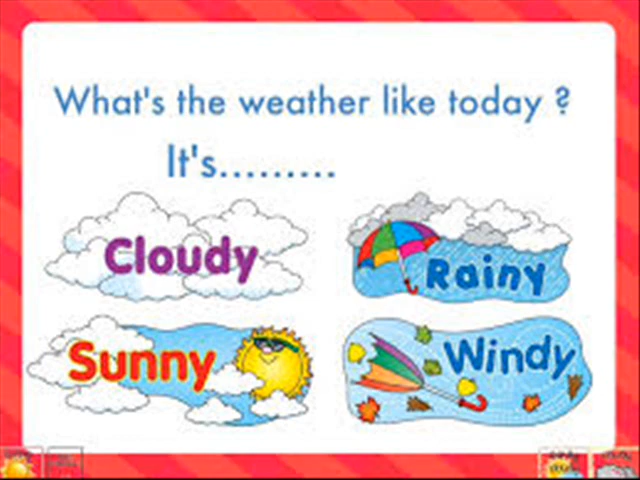 What's the weather like today ?
It's.........
Cloudy
Rainy
Sunny
Windy